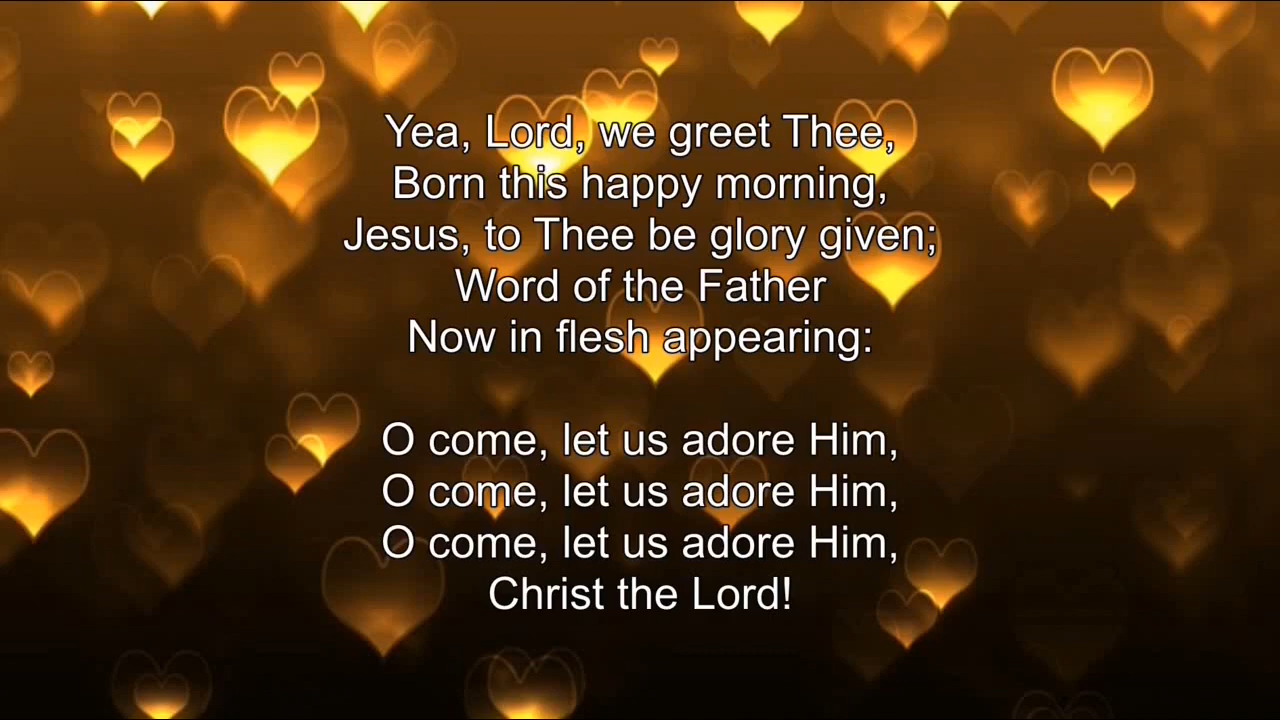 Yea, Lord, we greet Thee,
Born this happy morning,
Jesus, to Thee be glory given;
Word of the Father
Now in flesh appearing:
O come, let us adore Him,
O come, let us adore Him,
O come, let us adore Him,
Christ the Lord!